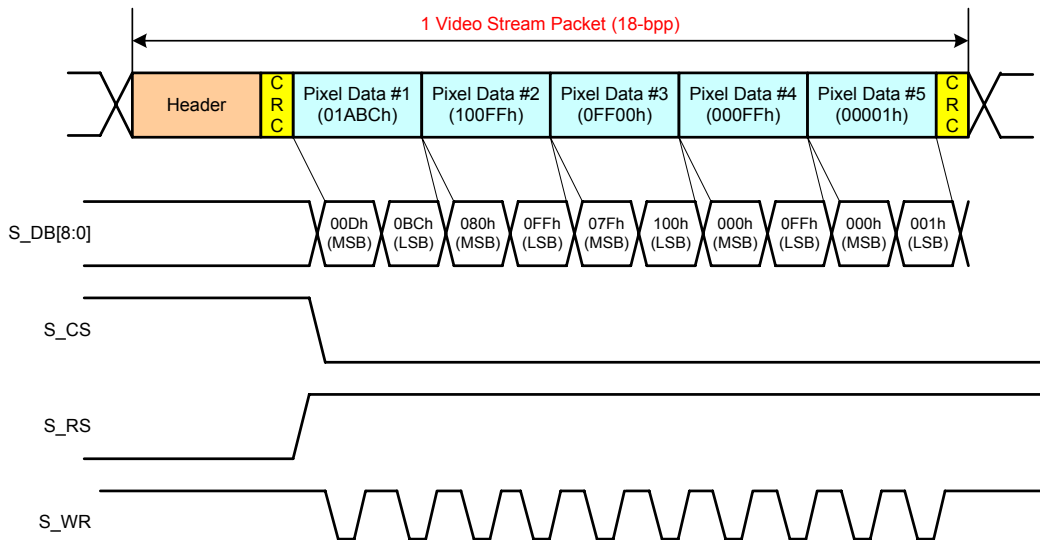 1 Video Stream Packet (18-bpp)
Header
C
R
C
Pixel Data #1
(01ABCh)
Pixel Data #2
(100FFh)
Pixel Data #3
(0FF00h)
Pixel Data #4
(000FFh)
Pixel Data #5
(00001h)
C
R
C
S_DB[8:0]
00Dh
(MSB)
0BCh
(LSB)
080h
(MSB)
0FFh
(LSB)
07Fh
(MSB)
100h
(LSB)
000h
(MSB)
0FFh
(LSB)
000h
(MSB)
001h
(LSB)
S_CS
S_RS
S_WR